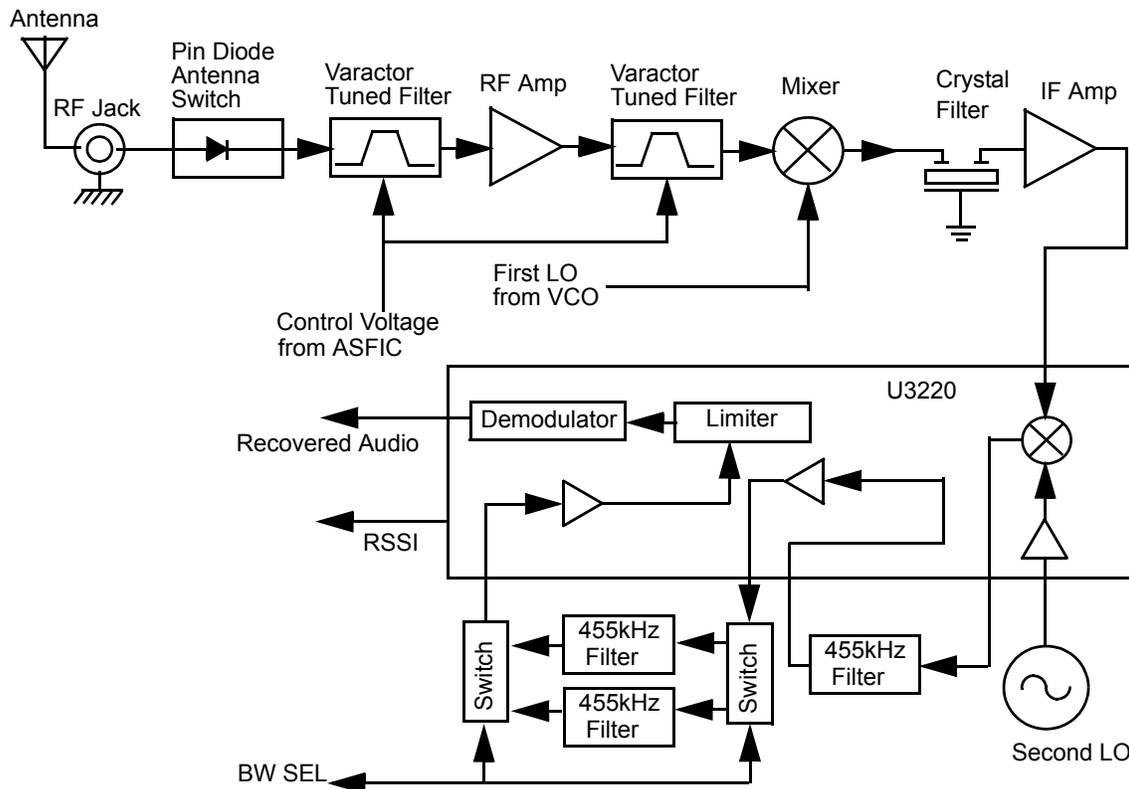 Antenna
RF Jack
Pin Diode
Antenna
Switch
Varactor
Tuned Filter
RF Amp
Varactor
Tuned Filter
Mixer
Crystal
Filter
IF Amp
First LO
from VCO
Control Voltage
from ASFIC
U3220
Demodulator
Limiter
Recovered Audio
RSSI
Switch
455kHz
Filter
455kHz
Filter
Switch
455kHz
Filter
Second LO
BW SEL